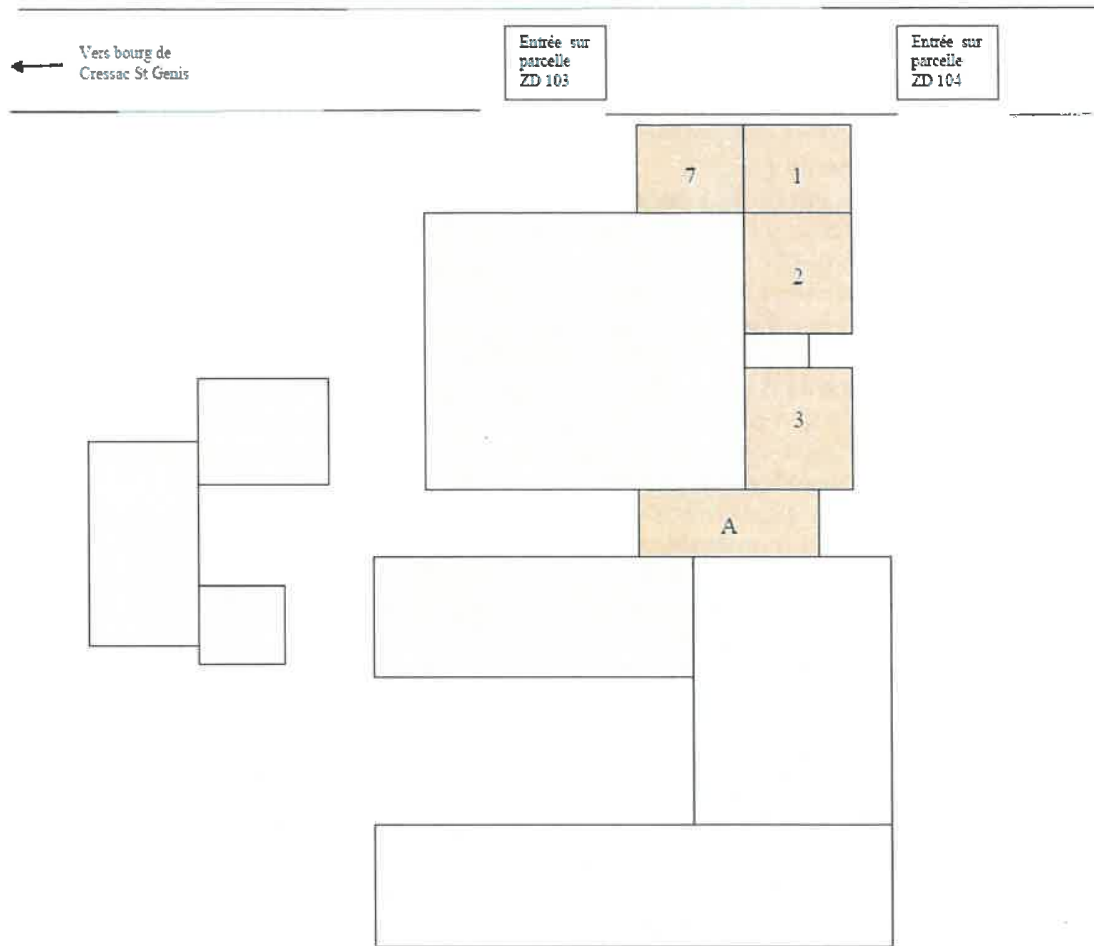 Vers bourg de
Cressac St Genis
Entrée sur
parcelle
ZD 103
Entrée sur
parcelle
ZD 104
7
1
2
3
A